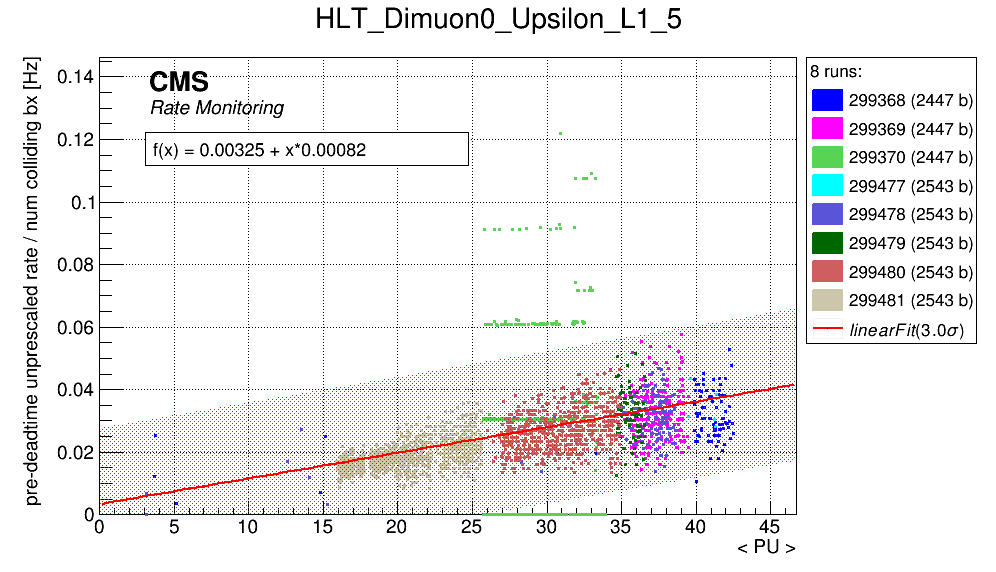 HLT_Dimuon0_Upsilon_L1_5
pre-deadtime unprescaled rate / num colliding bx [Hz]
0.14
0.12
0.1
0.08
0.06
0.04
0.02
0
CMS
Rate Monitoring
f(x) = 0.00325 + x*0.00082
0 5 10 15 20 25 30 35 40 45
< PU >
8 runs:
299368 (2447 b)
299369 (2447 b)
299370 (2447 b)
299477 (2543 b)
299478 (2543 b)
299479 (2543 b)
299480 (2543 b)
299481 (2543 b)
linearFit(3.0σ)